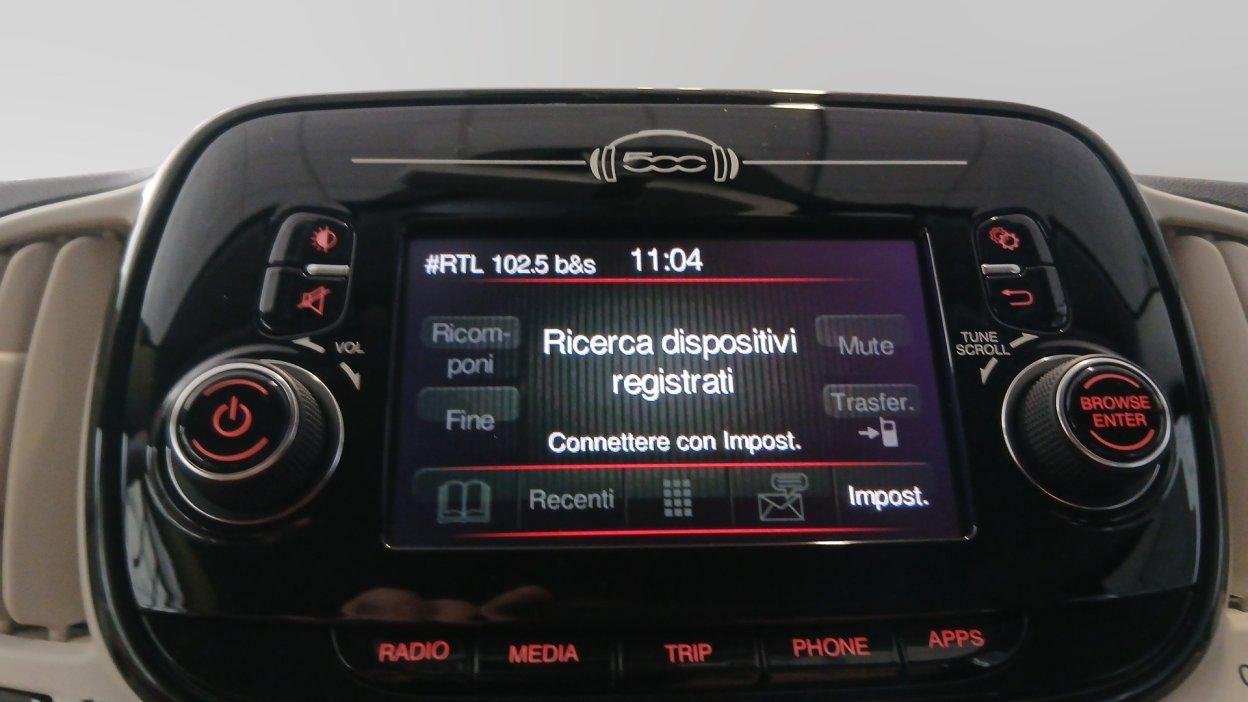 500
#RTL 102.5 b&s 11:04
Ricom-
poni
Ricerca dispositivi
registrati
Mute
Fine
Trasfer.
Connettere con Impost.
Recenti
Impost.
VOL
TUNE
SCROLL
BROWSE
ENTER
RADIO MEDIA TRIP PHONE APPS